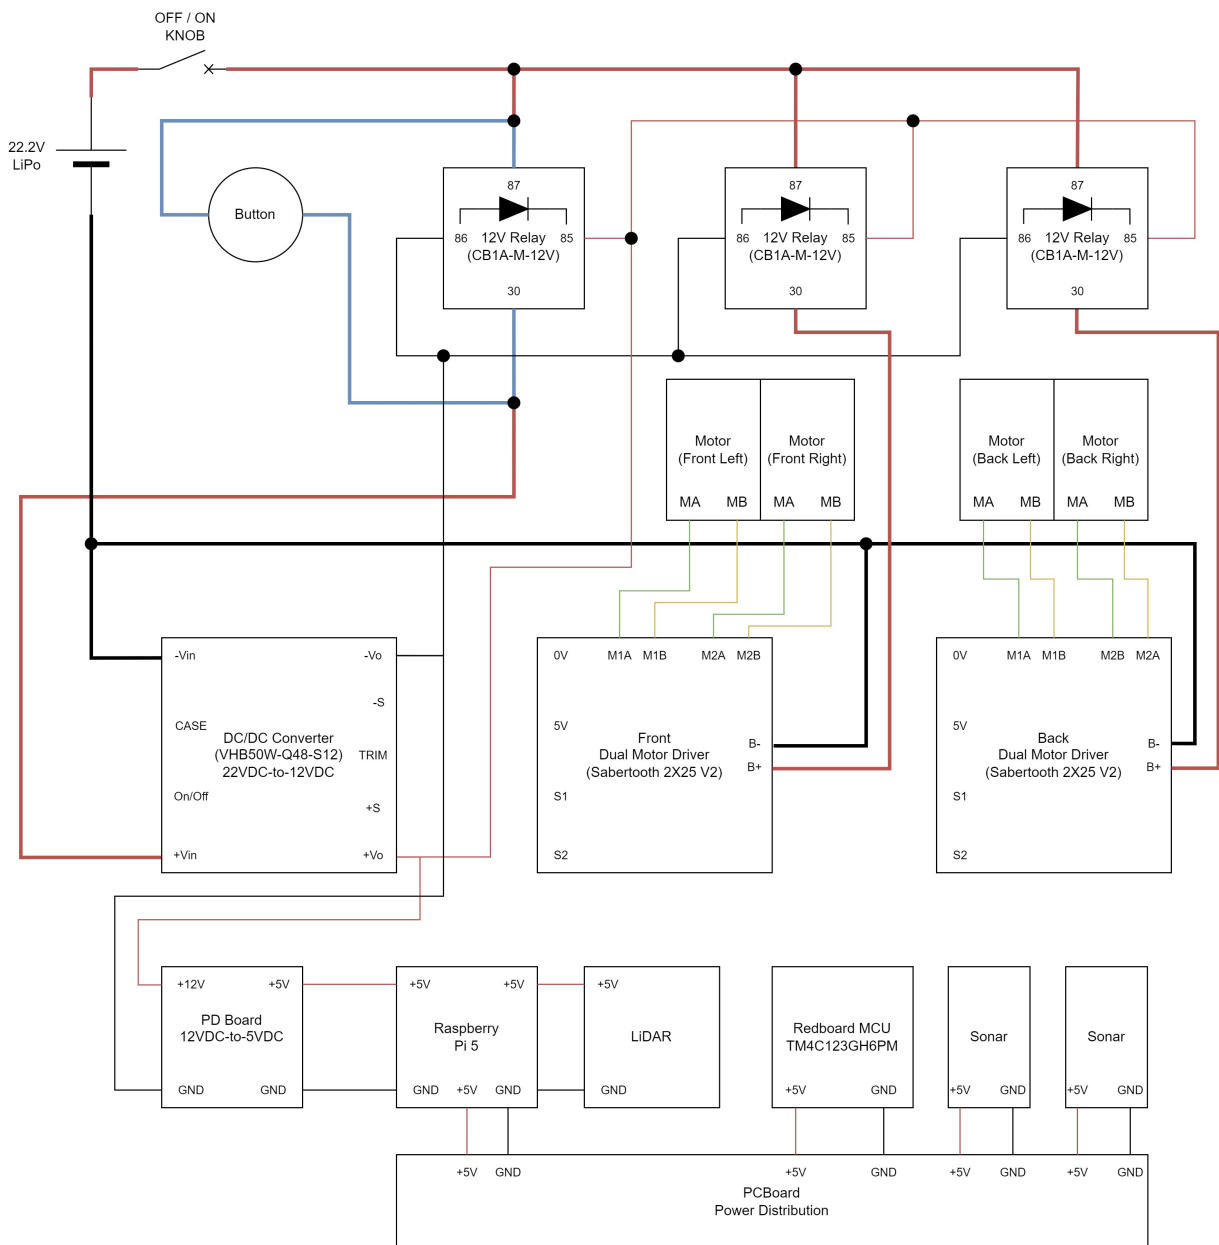 OFF / ON
KNOB
22.2V
LiPo
Button
87
86
85
12V Relay
(CB1A-M-12V)
30
87
86
85
12V Relay
(CB1A-M-12V)
30
87
86
85
12V Relay
(CB1A-M-12V)
30
Motor
(Front Left)
MA
MB
Motor
(Front Right)
MA
MB
Motor
(Back Left)
MA
MB
Motor
(Back Right)
MA
MB
-Vin
-Vo
-S
CASE
DC/DC Converter
(VHB50W-Q48-S12)
22VDC-to-12VDC
TRIM
On/Off
+S
+Vin
+Vo
0V
M1A
M1B
M2A
M2B
5V
Front
Dual Motor Driver
(Sabertooth 2X25 V2)
B-
B+
S1
S2
0V
M1A
M1B
M2B
M2A
5V
Back
Dual Motor Driver
(Sabertooth 2X25 V2)
B-
B+
S1
S2
+12V
+5V
PD Board
12VDC-to-5VDC
GND
GND
+5V
+5V
Raspberry
Pi 5
GND
+5V
GND
+5V
LiDAR
GND
Redboard MCU
TM4C123GH6PM
+5V
GND
Sonar
+5V
GND
Sonar
+5V
GND
+5V
GND
+5V
GND
+5V
GND
+5V
GND
PCBoard
Power Distribution